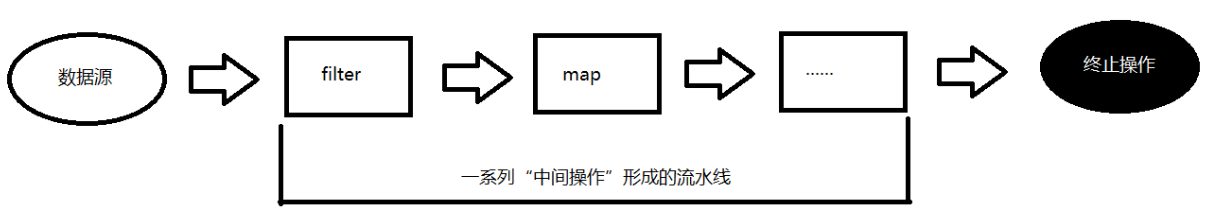 数据源
filter
map
......
终止操作
一系列“中间操作”形成的流水线